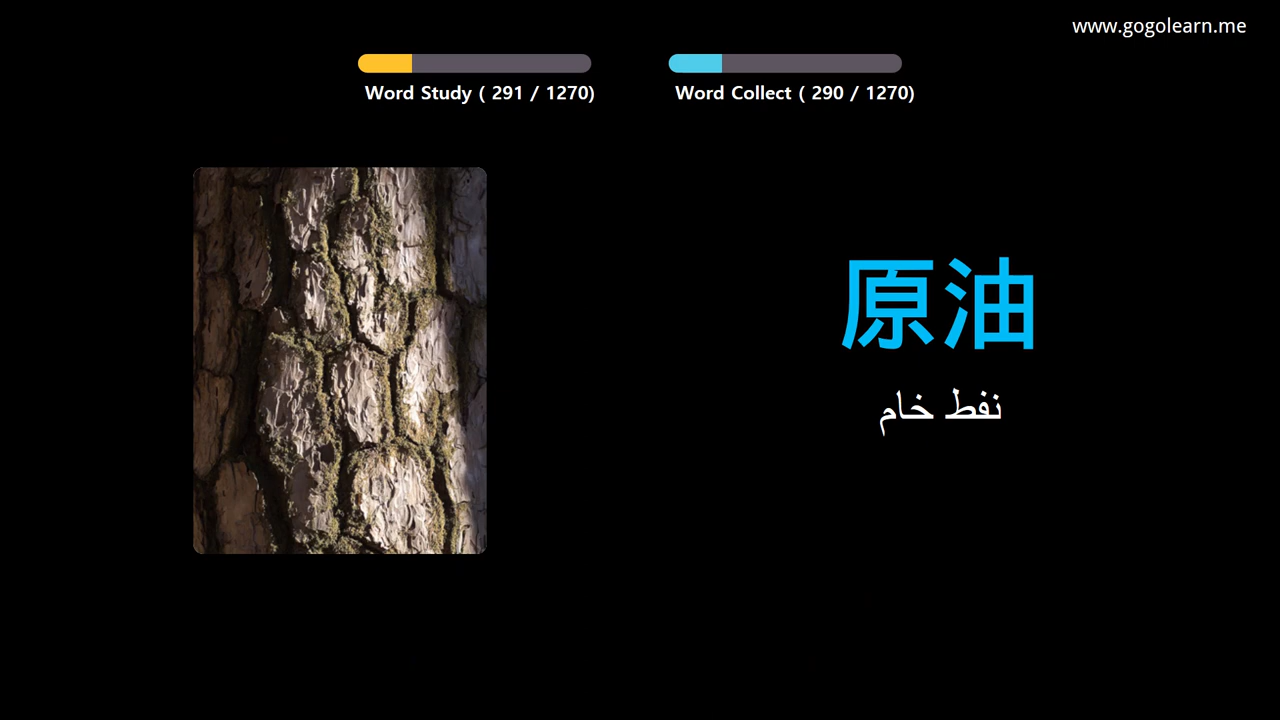 www.gogolearn.me
Word Study ( 291 / 1270)
Word Collect ( 290 / 1270)
原油
نفط خام